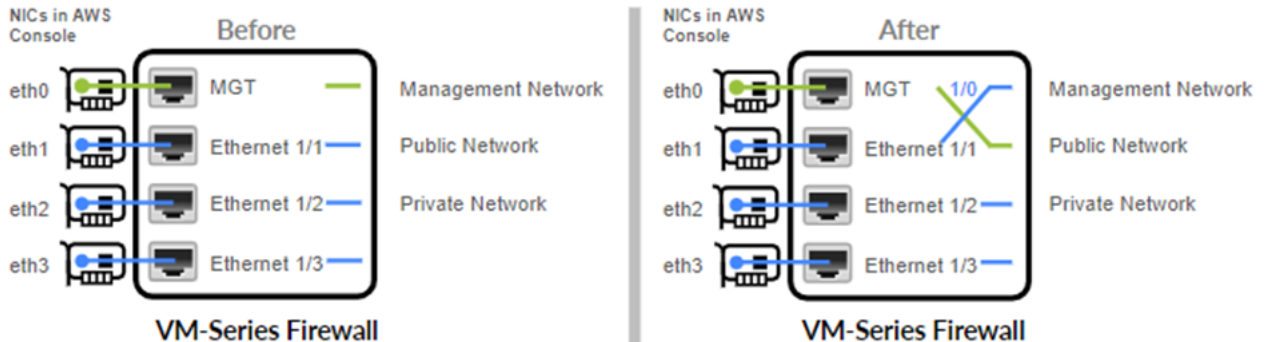 NICs in AWS
Console
Before
eth0
MGT
Management Network
eth1
Ethernet 1/1
Public Network
eth2
Ethernet 1/2
Private Network
eth3
Ethernet 1/3
VM-Series Firewall
NICs in AWS
Console
After
eth0
MGT
1/0
Management Network
eth1
Ethernet 1/1
Public Network
eth2
Ethernet 1/2
Private Network
eth3
Ethernet 1/3
VM-Series Firewall